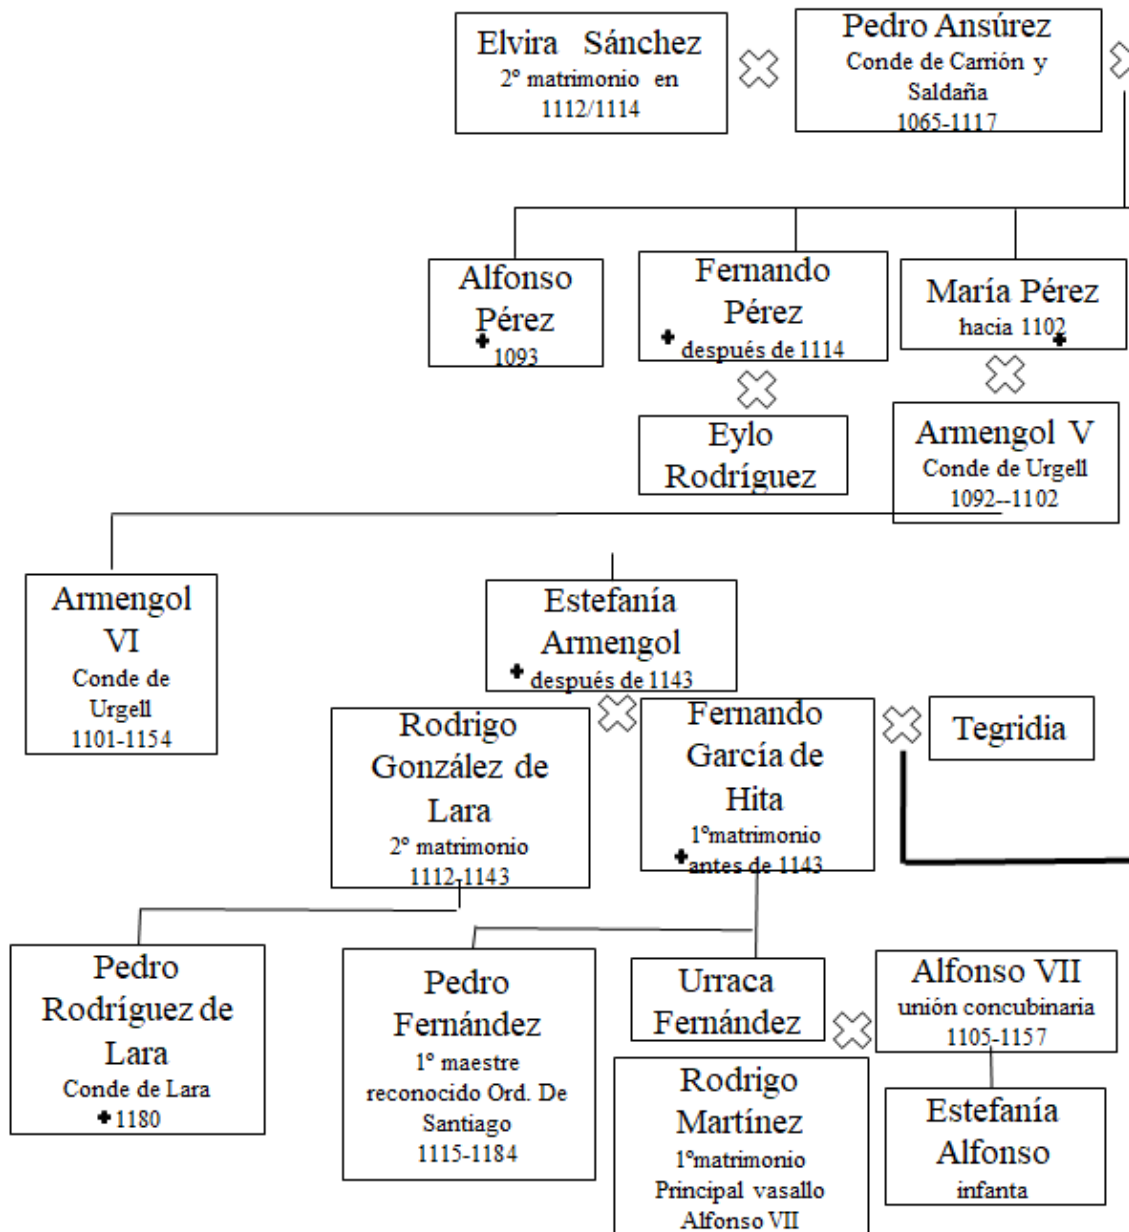 Elvira Sánchez
2º matrimonio en
1112/1114
Pedro Ansúrez
Conde de Carrión y
Saldaña
1065-1117
Alfonso
Pérez
1093
Fernando
Pérez
después de 1114
María Pérez
hacia 1102
Eylo
Rodríguez
Armengol V
Conde de Urgell
1092--1102
Armengol
VI
Conde de
Urgell
1101-1154
Estefanía
Armengol
después de 1143
Rodrigo
González de
Lara
2º matrimonio
1112-1143
Fernando
García de
Hita
1ºmatrimonio
antes de 1143
Tegridia
Pedro
Rodríguez de
Lara
Conde de Lara
1180
Pedro
Fernández
1º maestre
reconocido Ord. De
Santiago
1115-1184
Urraca
Fernández
Alfonso VII
unión concubinaria
1105-1157
Rodrigo
Martínez
1ºmatrimonio
Principal vasallo
Alfonso VII
Estefanía
Alfonso
infanta